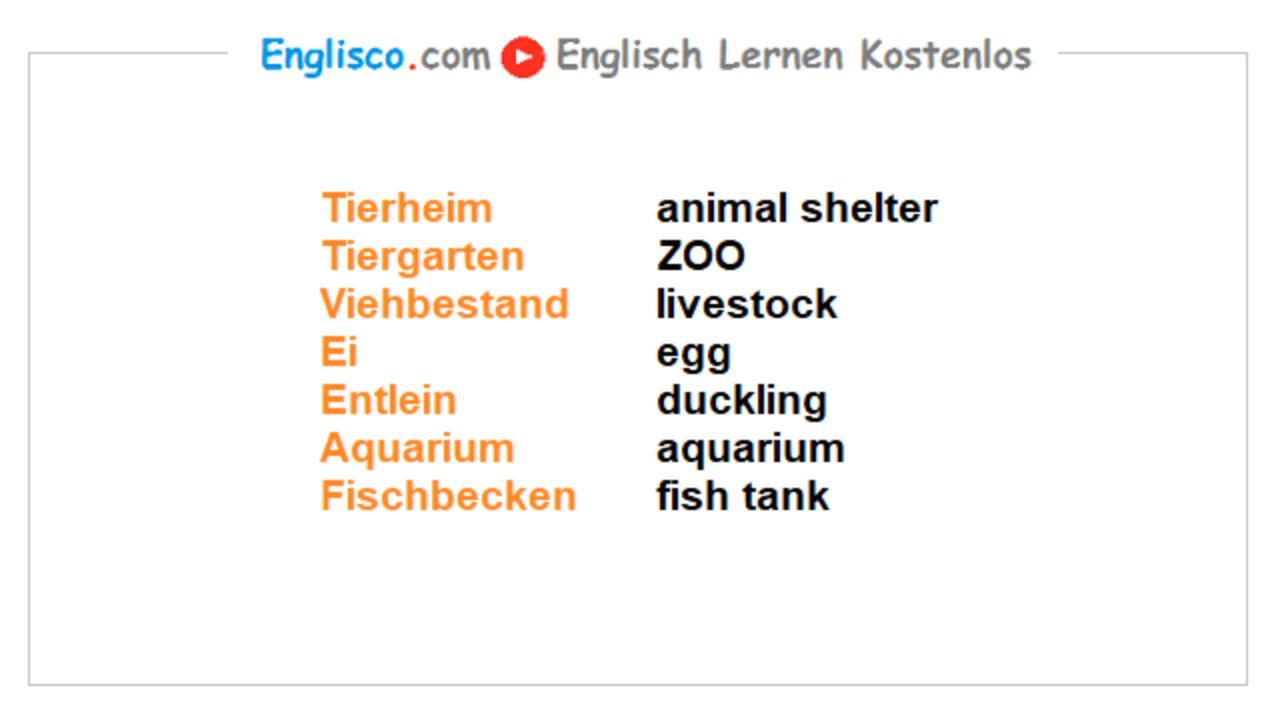 Englisco.com Englisch Lernen Kostenlos
Tierheim animal shelter
Tiergarten ZOO
Viehbestand livestock
Ei egg
Entlein duckling
Aquarium aquarium
Fischbecken fish tank